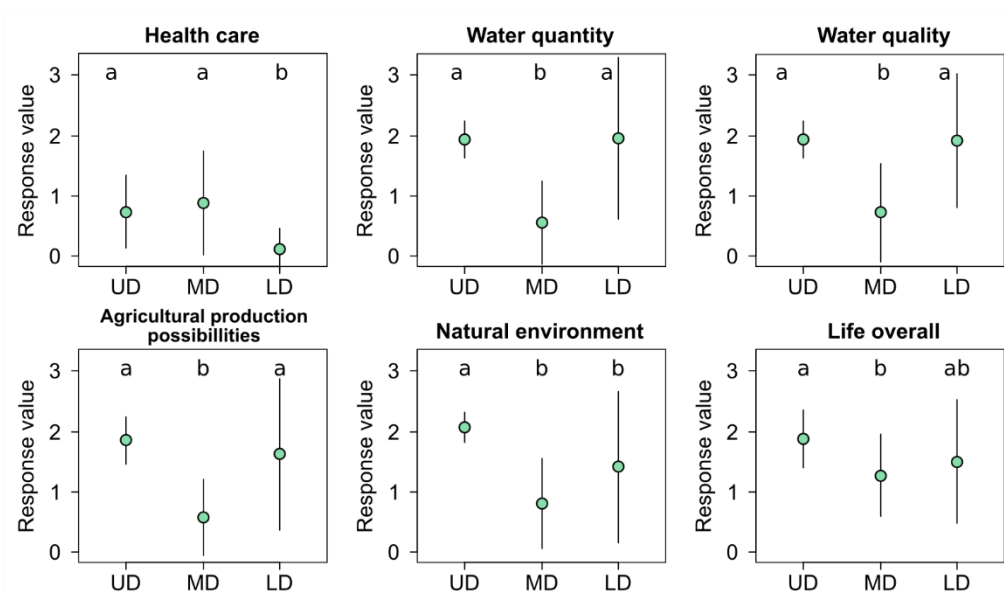 Health care
Response value
3
2
1
0
a a b
UD MD LD
Water quantity
Response value
3
2
1
0
a b a
UD MD LD
Water quality
Response value
3
2
1
0
a b a
UD MD LD
Agricultural production
possibillities
Response value
3
2
1
0
a b a
UD MD LD
Natural environment
Response value
3
2
1
0
a b b
UD MD LD
Life overall
Response value
3
2
1
0
a b ab
UD MD LD